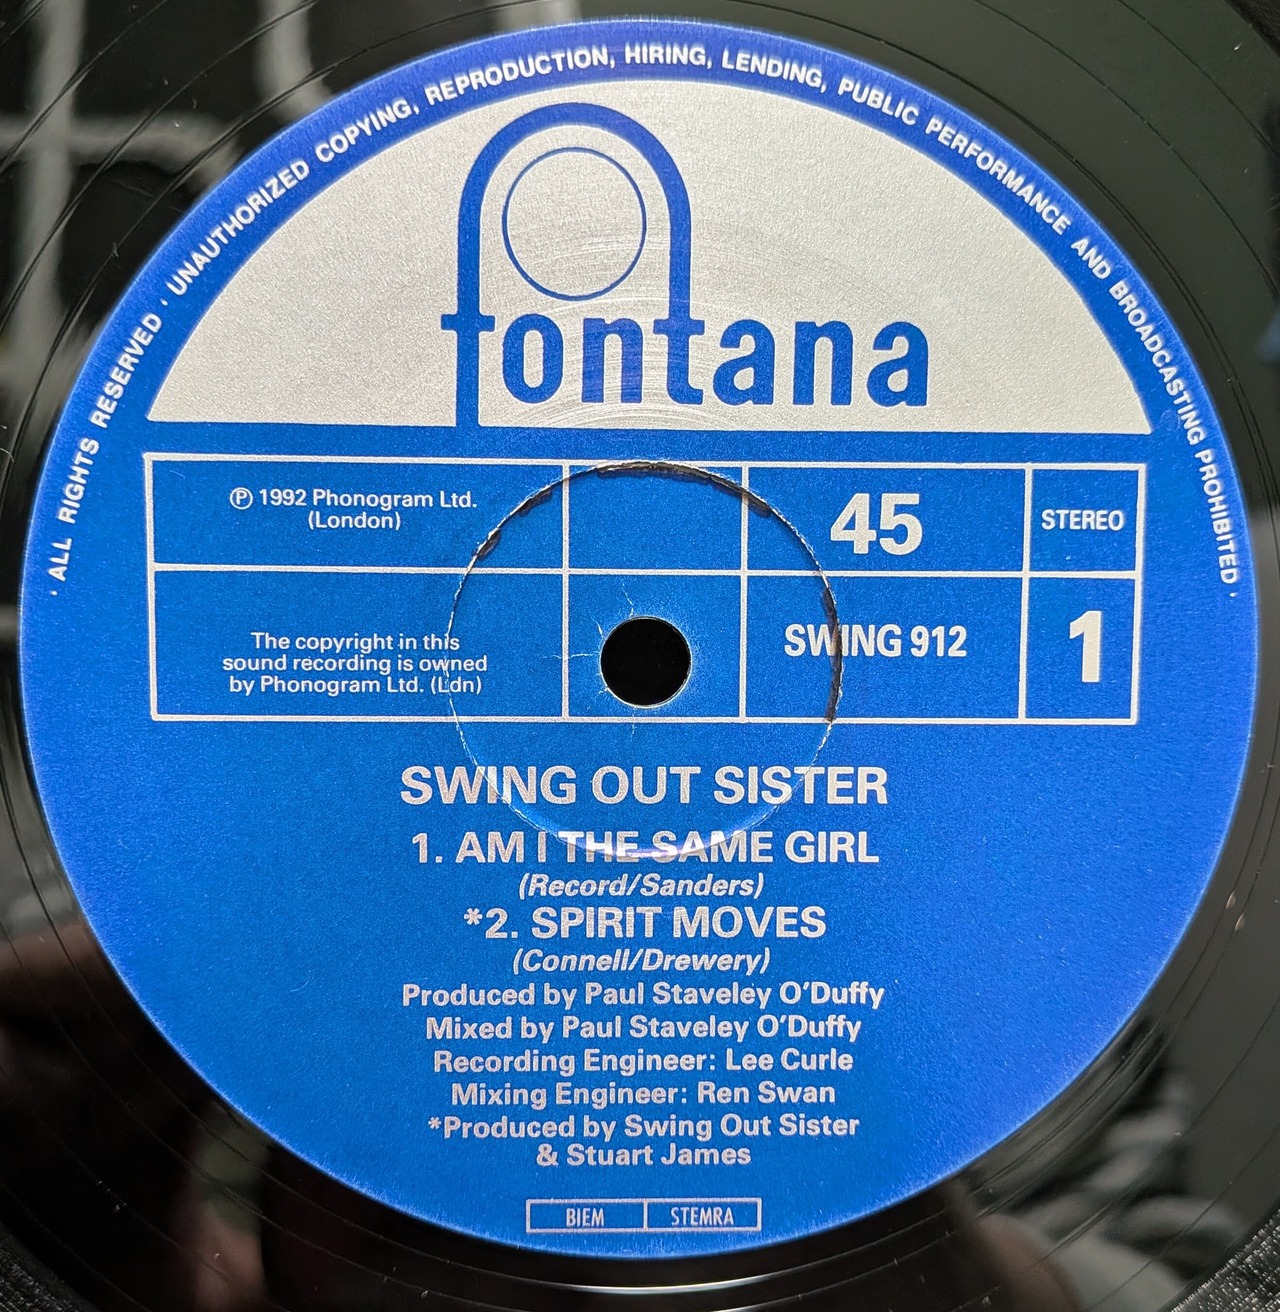 · ALL RIGHTS RESERVED · UNAUTHORIZED COPYING, REPRODUCTION, HIRING, LENDING, PUBLIC PERFORMANCE AND BROADCASTING PROHIBITED ·
fontana
℗ 1992 Phonogram Ltd.
(London)
45
STEREO
The copyright in this
sound recording is owned
by Phonogram Ltd. (Ldn)
SWING 912
1
SWING OUT SISTER
1. AM I THE SAME GIRL
(Record/Sanders)
*2. SPIRIT MOVES
(Connell/Drewery)
Produced by Paul Staveley O'Duffy
Mixed by Paul Staveley O'Duffy
Recording Engineer: Lee Curle
Mixing Engineer: Ren Swan
*Produced by Swing Out Sister
& Stuart James
BIEM STEMRA